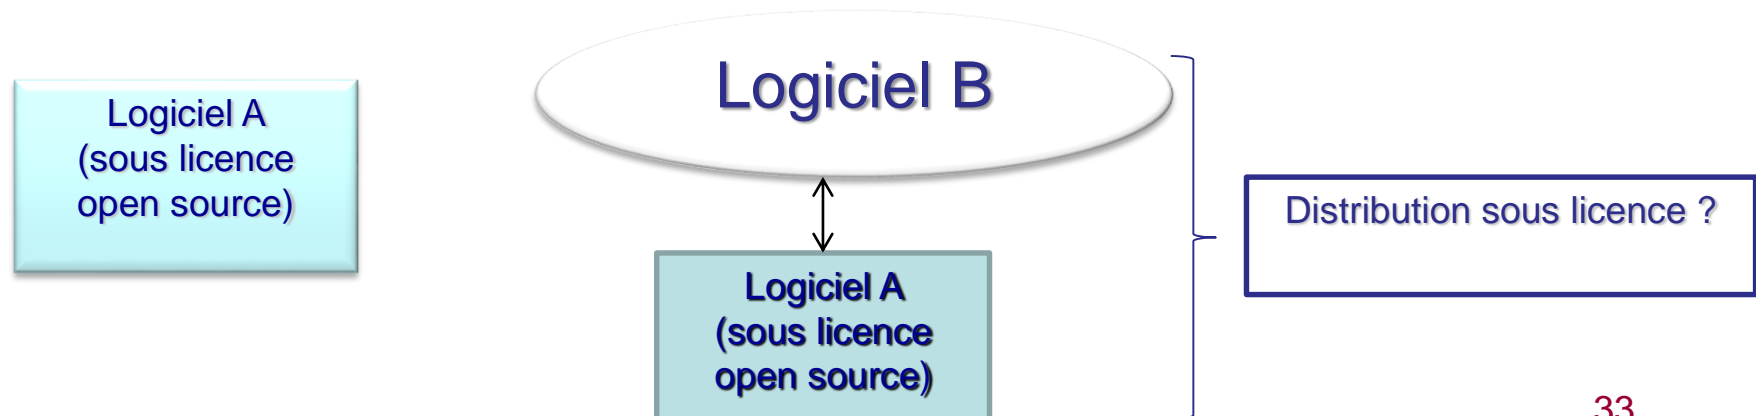 Logiciel A
(sous licence
open source)
Logiciel B
Logiciel A
(sous licence
open source)
Distribution sous licence ?
33